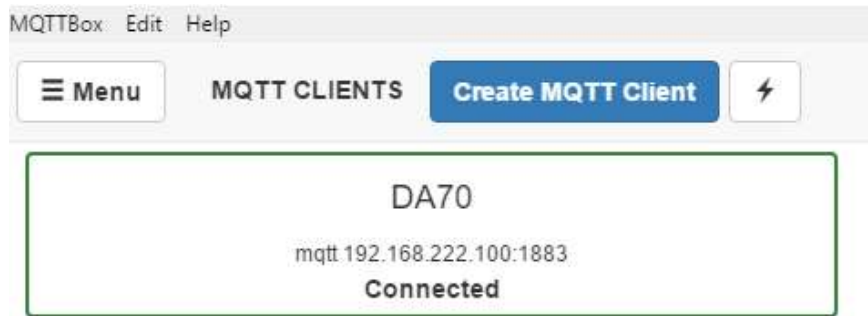 MQTTBox Edit Help
☰ Menu MQTT CLIENTS Create MQTT Client
DA70
mqtt 192.168.222.100:1883
Connected